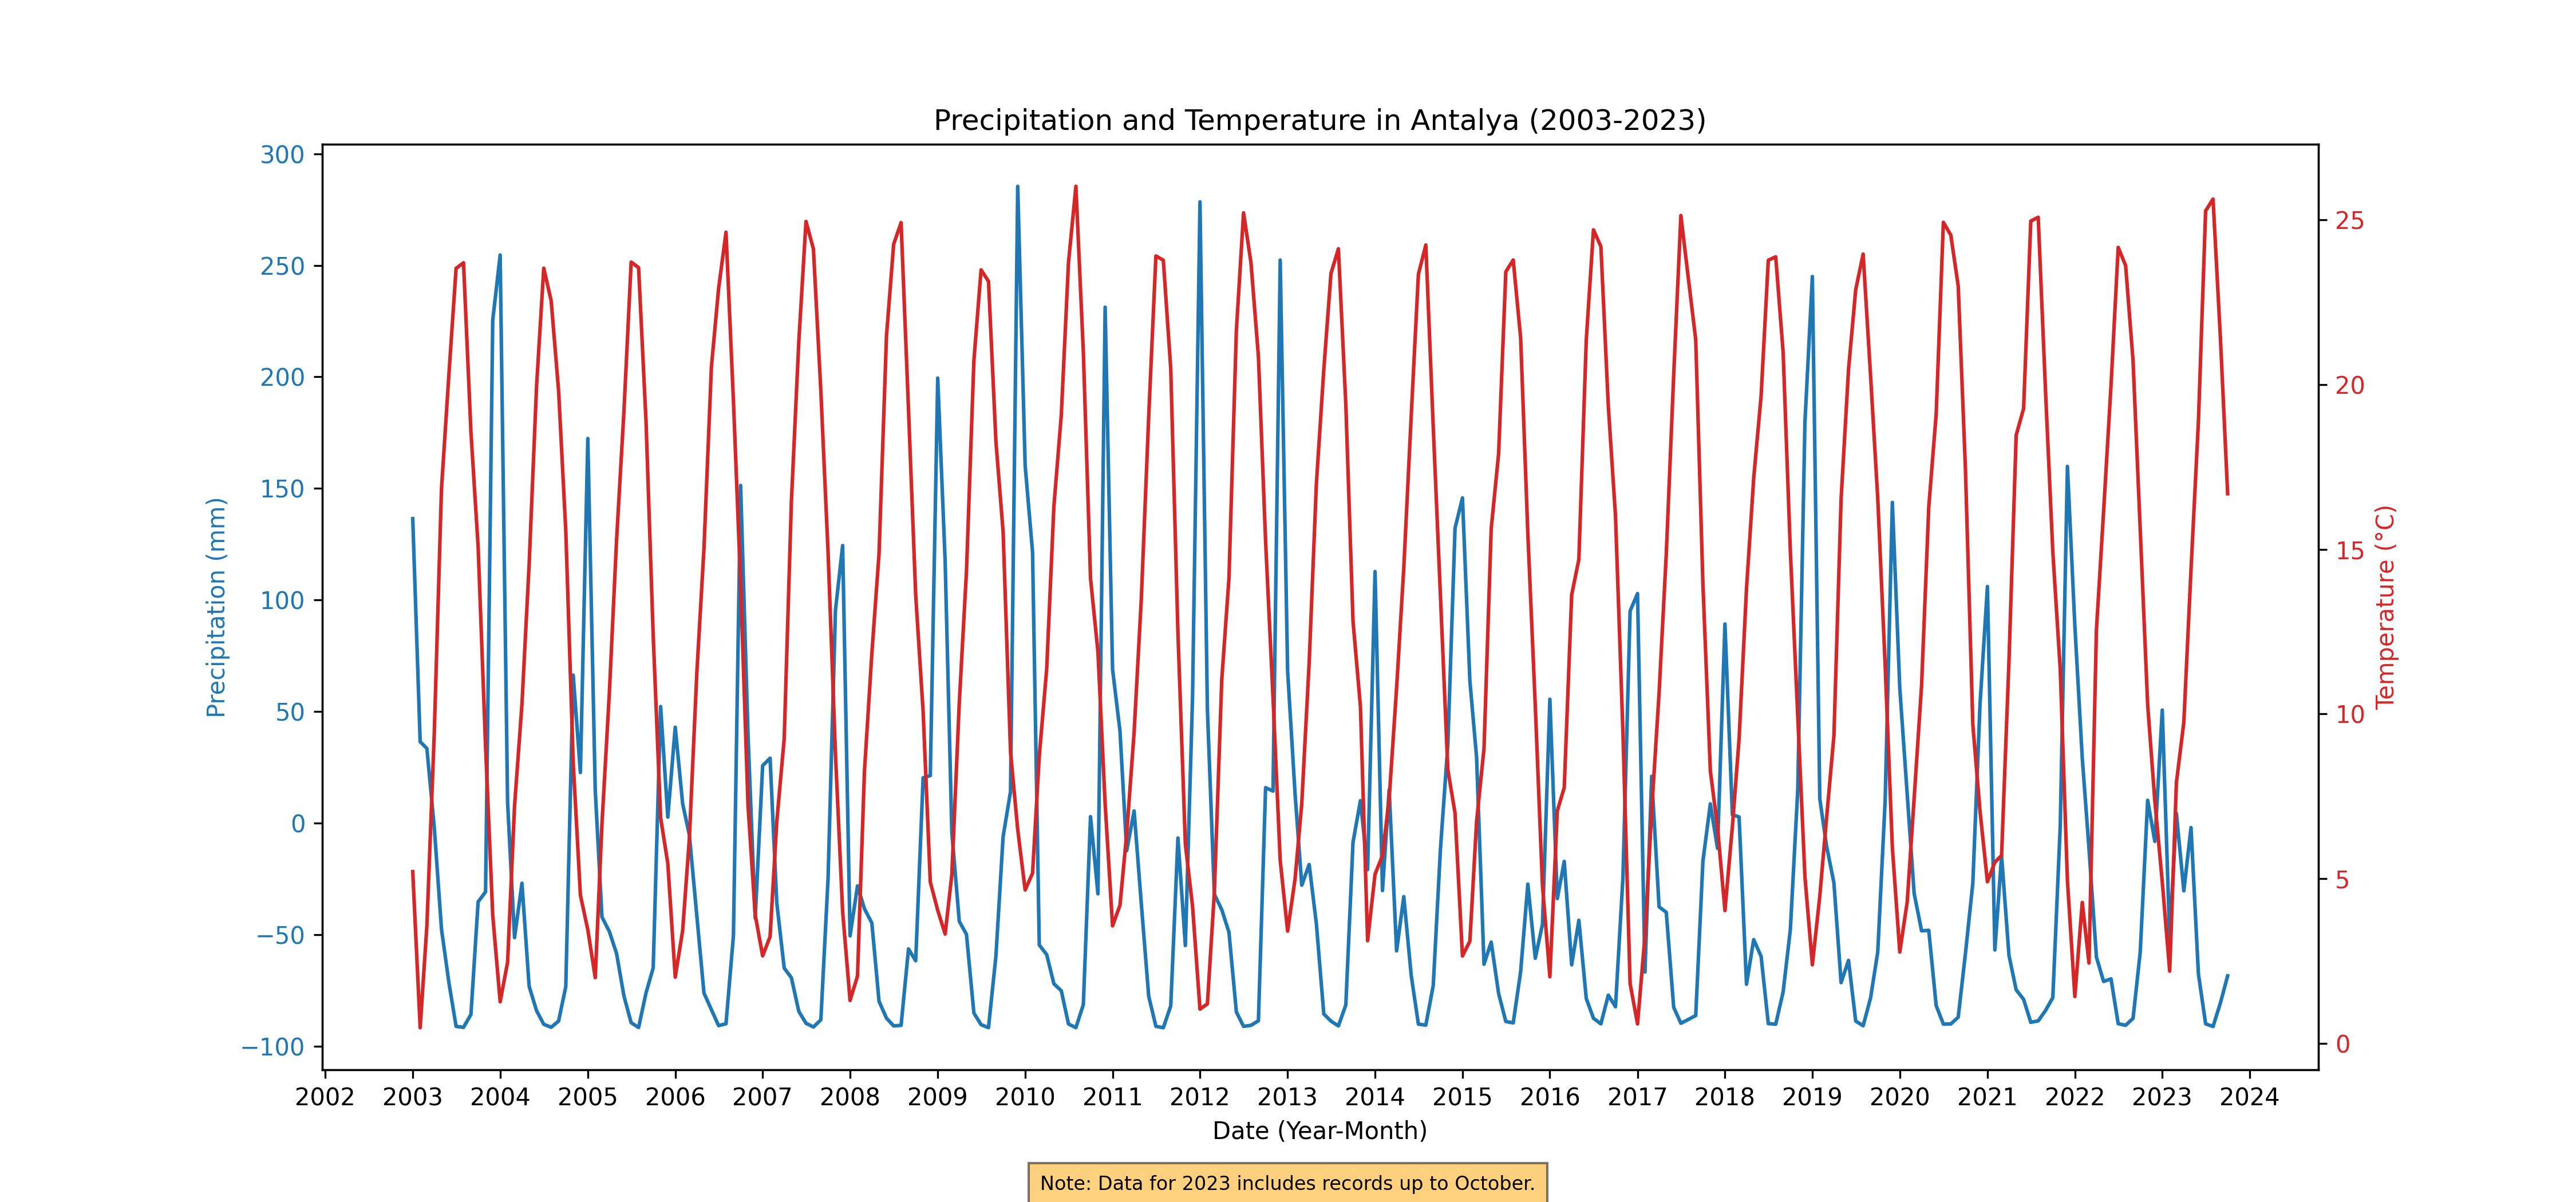 Precipitation and Temperature in Antalya (2003-2023)
300
250
200
150
100
50
0
−50
−100
Precipitation (mm)
25
20
15
10
5
0
Temperature (°C)
2002 2003 2004 2005 2006 2007 2008 2009 2010 2011 2012 2013 2014 2015 2016 2017 2018 2019 2020 2021 2022 2023 2024
Date (Year-Month)
Note: Data for 2023 includes records up to October.